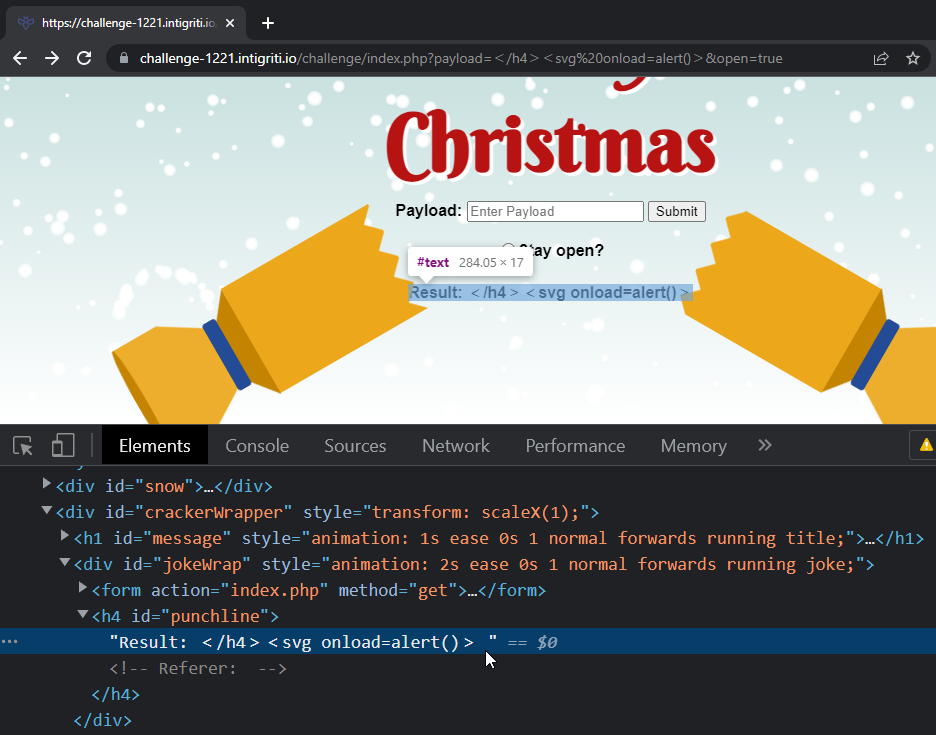 https://challenge-1221.intigriti.io
challenge-1221.intigriti.io/challenge/index.php?payload=＜/h4＞＜svg%20onload=alert()＞&open=true
Christmas
Payload: Enter Payload Submit
Stay open?
#text 284.05 × 17
Result: ＜/h4＞＜svg onload=alert()＞
Elements Console Sources Network Performance Memory
<div id="snow">…</div>
<div id="crackerWrapper" style="transform: scaleX(1);">
<h1 id="message" style="animation: 1s ease 0s 1 normal forwards running title;">…</h1>
<div id="jokeWrap" style="animation: 2s ease 0s 1 normal forwards running joke;">
<form action="index.php" method="get">…</form>
<h4 id="punchline">
"Result: ＜/h4＞＜svg onload=alert()＞ " == $0
<!-- Referer:  -->
</h4>
</div>